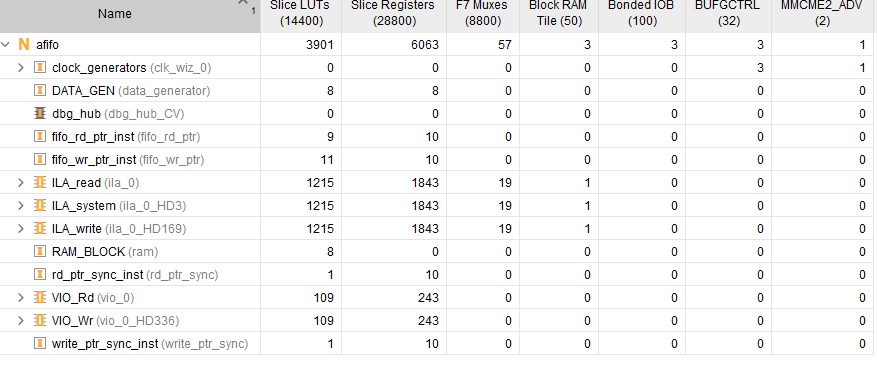 Name 1 Slice LUTs (14400) Slice Registers (28800) F7 Muxes (8800) Block RAM Tile (50) Bonded IOB (100) BUFGCTRL (32) MMCME2_ADV (2)
N afifo 3901 6063 57 3 3 3 1
clock_generators (clk_wiz_0) 0 0 0 0 0 3 1
DATA_GEN (data_generator) 8 8 0 0 0 0 0
dbg_hub (dbg_hub_CV) 0 0 0 0 0 0 0
fifo_rd_ptr_inst (fifo_rd_ptr) 9 10 0 0 0 0 0
fifo_wr_ptr_inst (fifo_wr_ptr) 11 10 0 0 0 0 0
ILA_read (ila_0) 1215 1843 19 1 0 0 0
ILA_system (ila_0_HD3) 1215 1843 19 1 0 0 0
ILA_write (ila_0_HD169) 1215 1843 19 1 0 0 0
RAM_BLOCK (ram) 8 0 0 0 0 0 0
rd_ptr_sync_inst (rd_ptr_sync) 1 10 0 0 0 0 0
VIO_Rd (vio_0) 109 243 0 0 0 0 0
VIO_Wr (vio_0_HD336) 109 243 0 0 0 0 0
write_ptr_sync_inst (write_ptr_sync) 1 10 0 0 0 0 0